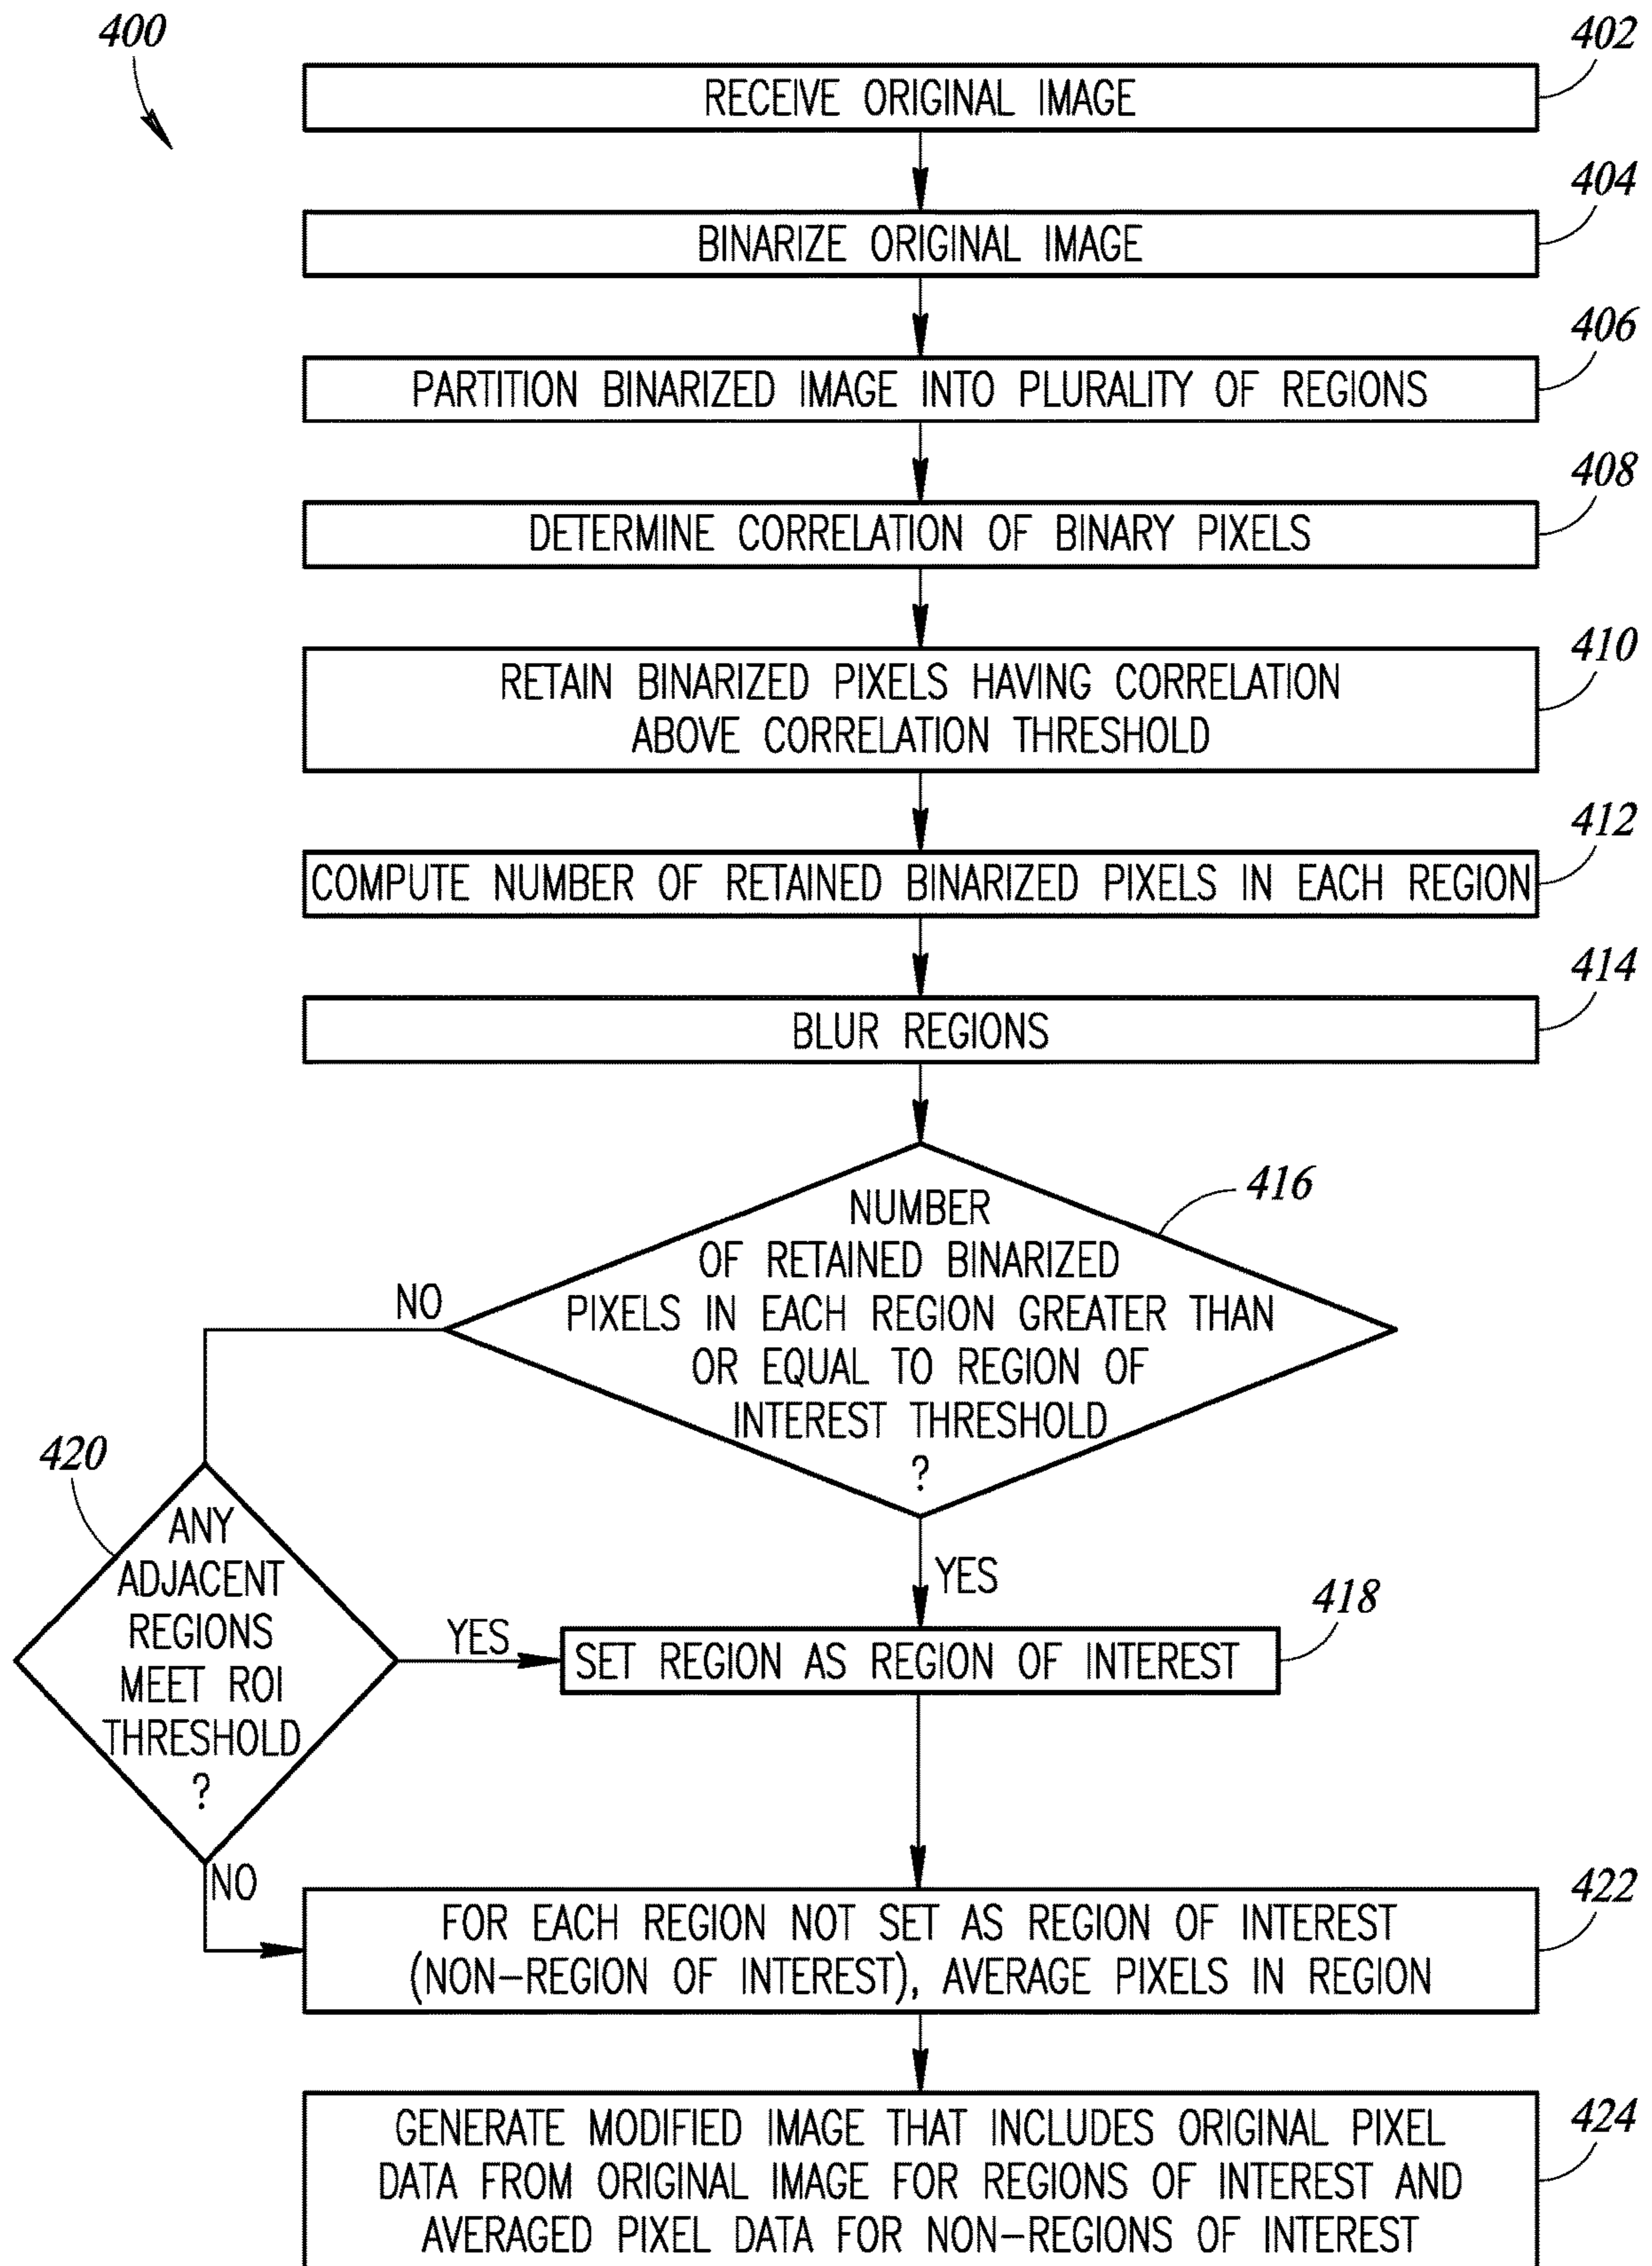 400
402
RECEIVE ORIGINAL IMAGE
404
BINARIZE ORIGINAL IMAGE
406
PARTITION BINARIZED IMAGE INTO PLURALITY OF REGIONS
408
DETERMINE CORRELATION OF BINARY PIXELS
410
RETAIN BINARIZED PIXELS HAVING CORRELATION
ABOVE CORRELATION THRESHOLD
412
COMPUTE NUMBER OF RETAINED BINARIZED PIXELS IN EACH REGION
414
BLUR REGIONS
416
NUMBER
OF RETAINED BINARIZED
PIXELS IN EACH REGION GREATER THAN
OR EQUAL TO REGION OF
INTEREST THRESHOLD
?
NO
YES
420
ANY
ADJACENT
REGIONS
MEET ROI
THRESHOLD
?
YES
418
SET REGION AS REGION OF INTEREST
NO
422
FOR EACH REGION NOT SET AS REGION OF INTEREST
(NON-REGION OF INTEREST), AVERAGE PIXELS IN REGION
424
GENERATE MODIFIED IMAGE THAT INCLUDES ORIGINAL PIXEL
DATA FROM ORIGINAL IMAGE FOR REGIONS OF INTEREST AND
AVERAGED PIXEL DATA FOR NON-REGIONS OF INTEREST